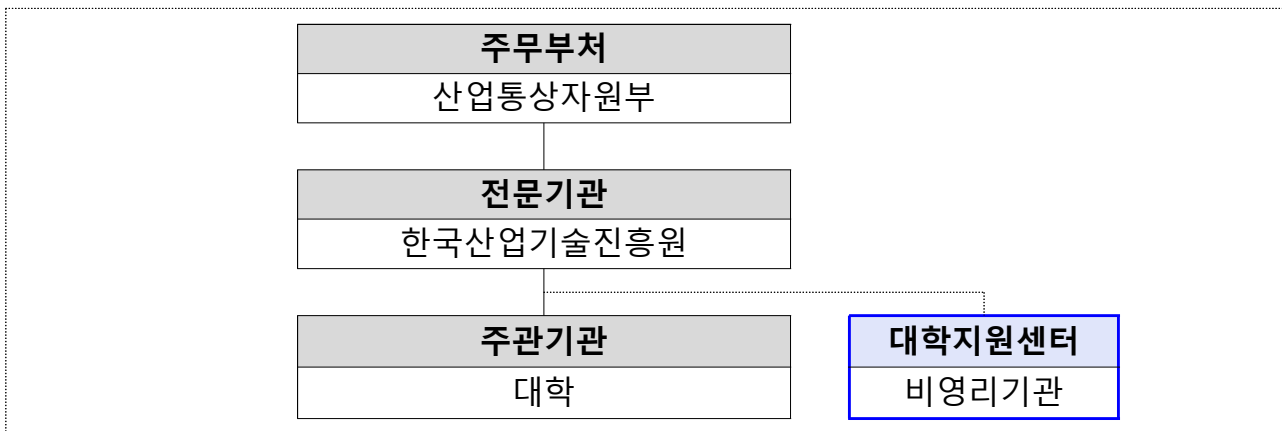 주무부처
산업통상자원부
전문기관
한국산업기술진흥원
주관기관
대학
대학지원센터
비영리기관